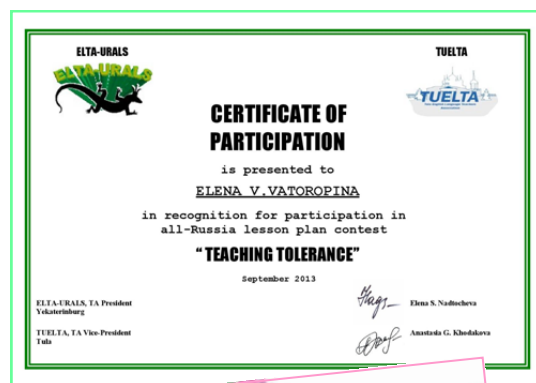 ELTA-URALS
TUELTA
ELTA-URALS
TUELTA
CERTIFICATE OF
PARTICIPATION
is presented to
ELENA V.VATOROPINA
in recognition for participation in
all-Russia lesson plan contest
“ TEACHING TOLERANCE”
September 2013
ELTA-URALS, TA President
Yekaterinburg
Elena S. Nadtocheva
TUELTA, TA Vice-President
Tula
Anastasia G. Khodakova